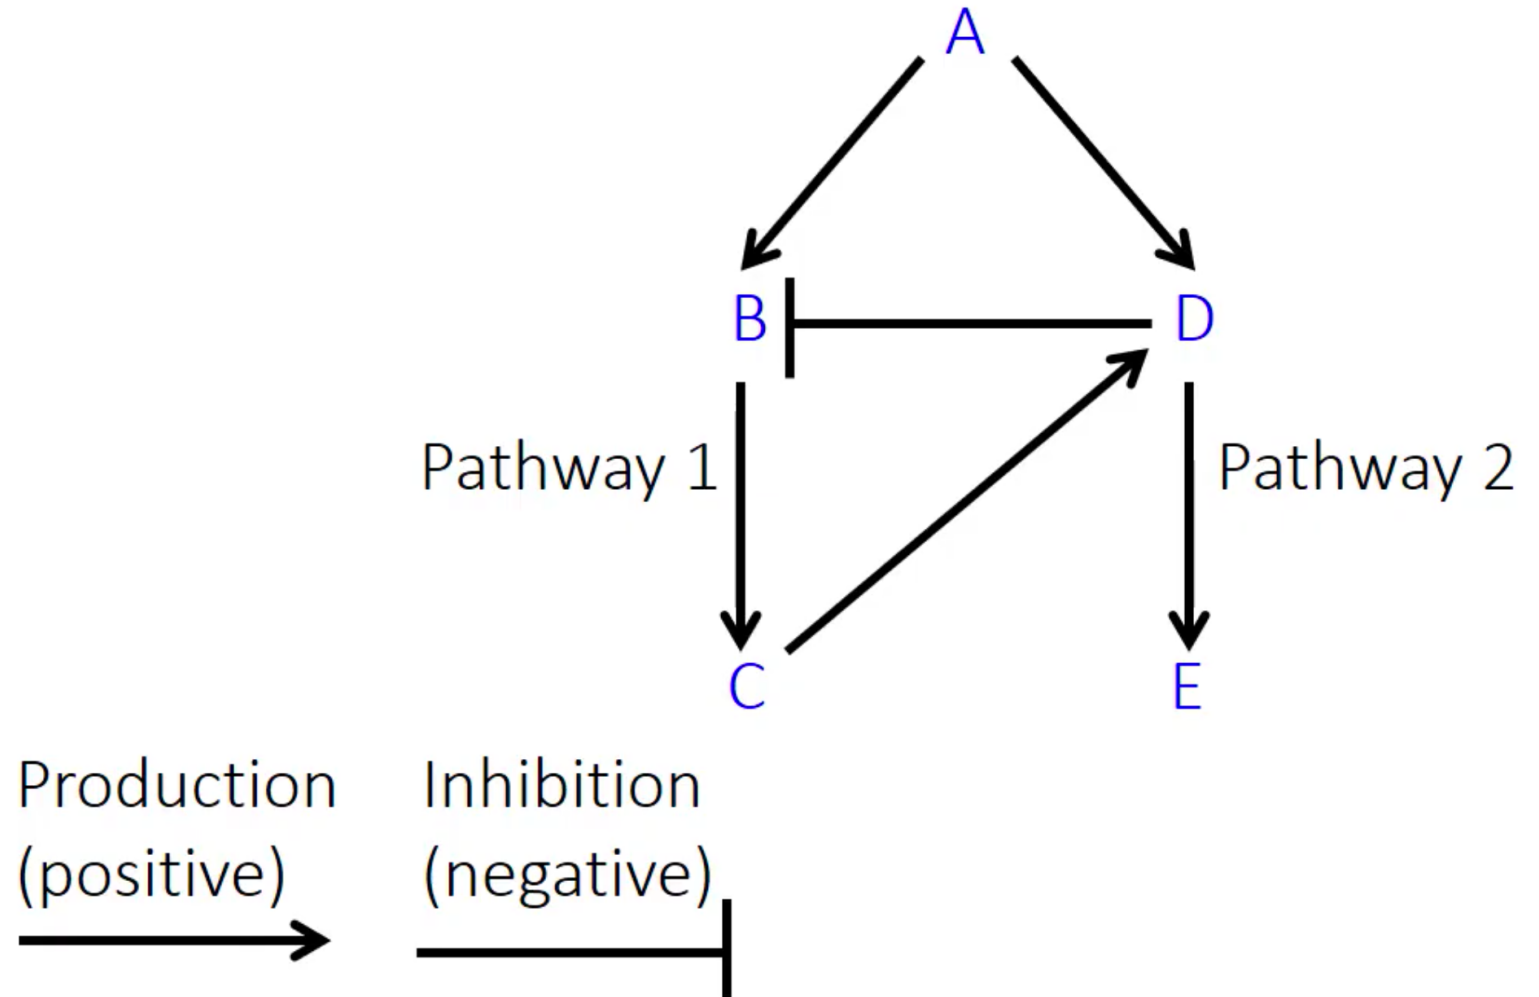 A
B
D
Pathway 1
Pathway 2
C
E
Production
(positive)
Inhibition
(negative)